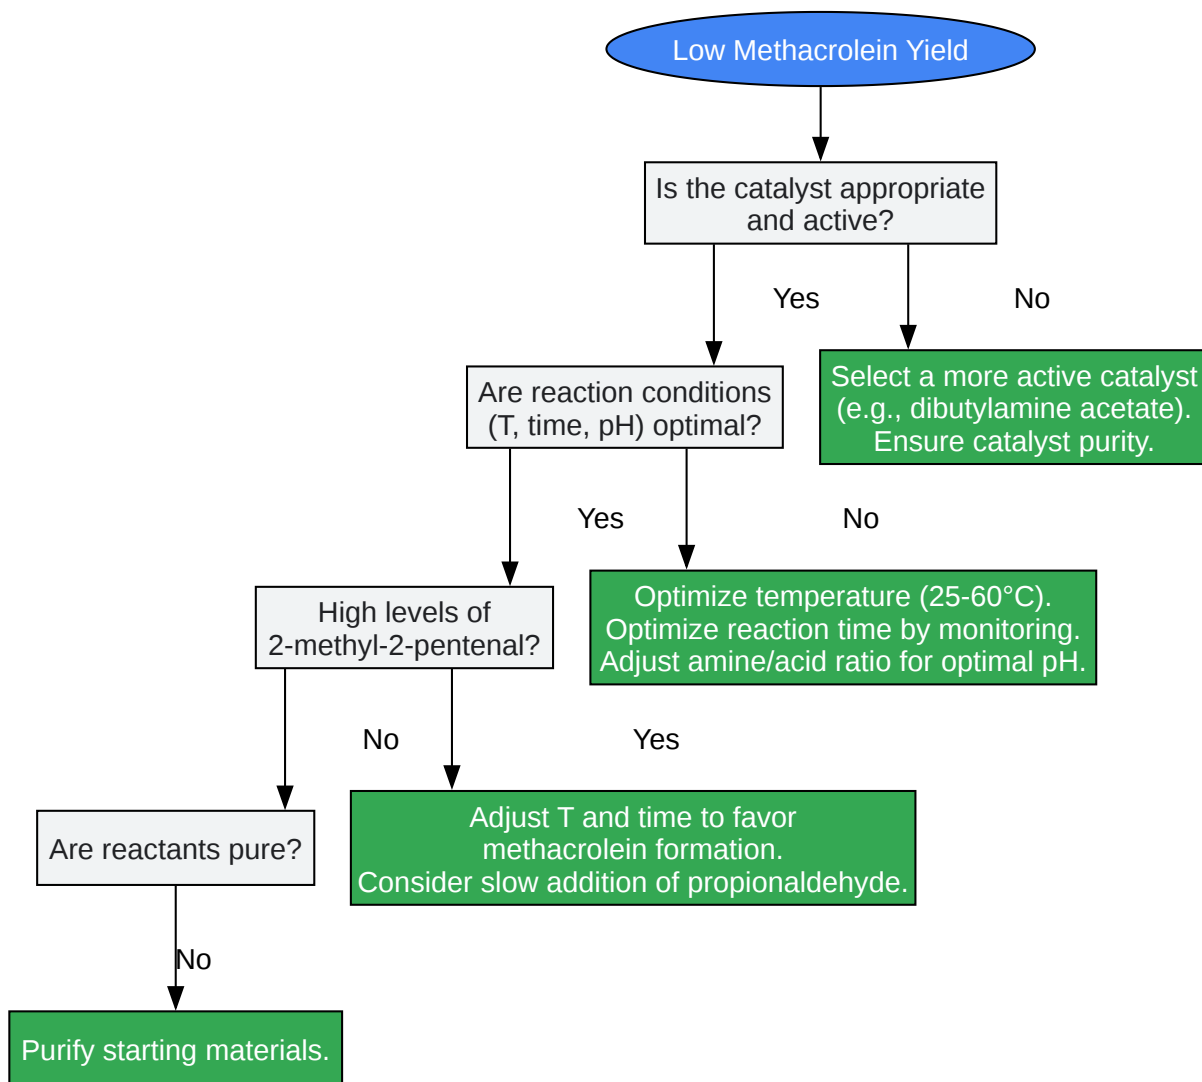 Low Methacrolein Yield
Is the catalyst appropriate
and active?
Yes
No
Select a more active catalyst
(e.g., dibutylamine acetate).
Ensure catalyst purity.
Are reaction conditions
(T, time, pH) optimal?
Yes
No
Optimize temperature (25-60°C).
Optimize reaction time by monitoring.
Adjust amine/acid ratio for optimal pH.
High levels of
2-methyl-2-pentenal?
No
Yes
Adjust T and time to favor
methacrolein formation.
Consider slow addition of propionaldehyde.
Are reactants pure?
No
Purify starting materials.